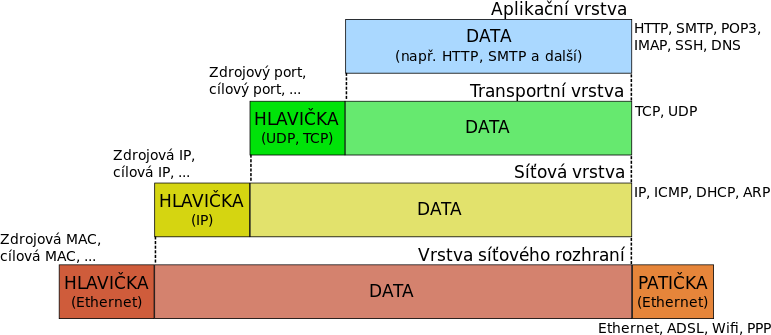 Aplikační vrstva
DATA
(např. HTTP, SMTP a další)
HTTP, SMTP, POP3,
IMAP, SSH, DNS
Zdrojový port,
cílový port, ...
Transportní vrstva
HLAVIČKA
(UDP, TCP)
DATA
TCP, UDP
Zdrojová IP,
cílová IP, ...
Síťová vrstva
HLAVIČKA
(IP)
DATA
IP, ICMP, DHCP, ARP
Zdrojová MAC,
cílová MAC, ...
Vrstva síťového rozhraní
HLAVIČKA
(Ethernet)
DATA
PATIČKA
(Ethernet)
Ethernet, ADSL, Wifi, PPP